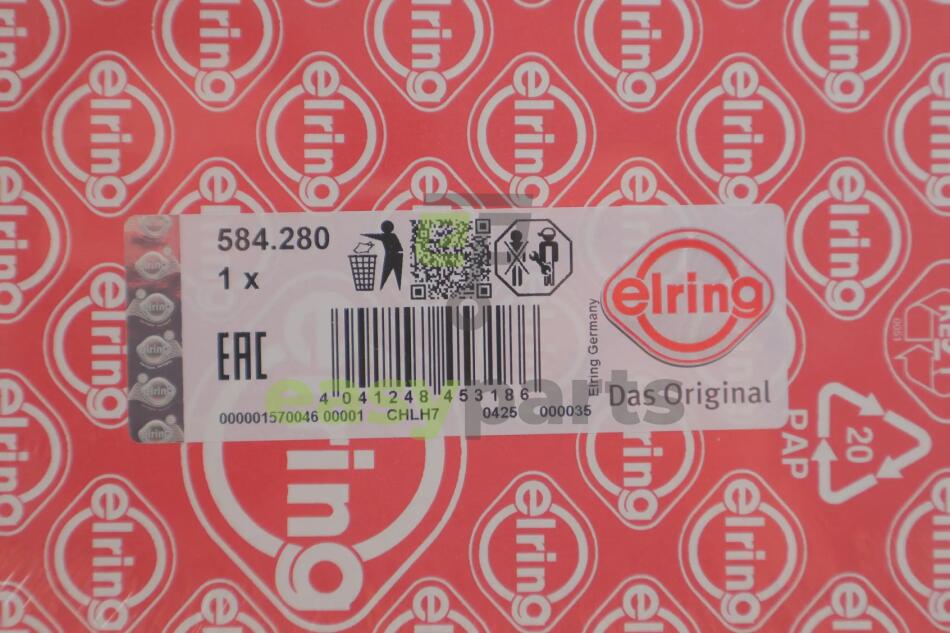 584.280
1 x
EAC
4 041248 453186
000001570046 00001 CHLH7 0425 000035
Elring Germany
elring
Das Original
easyparts
20
PAP
elring